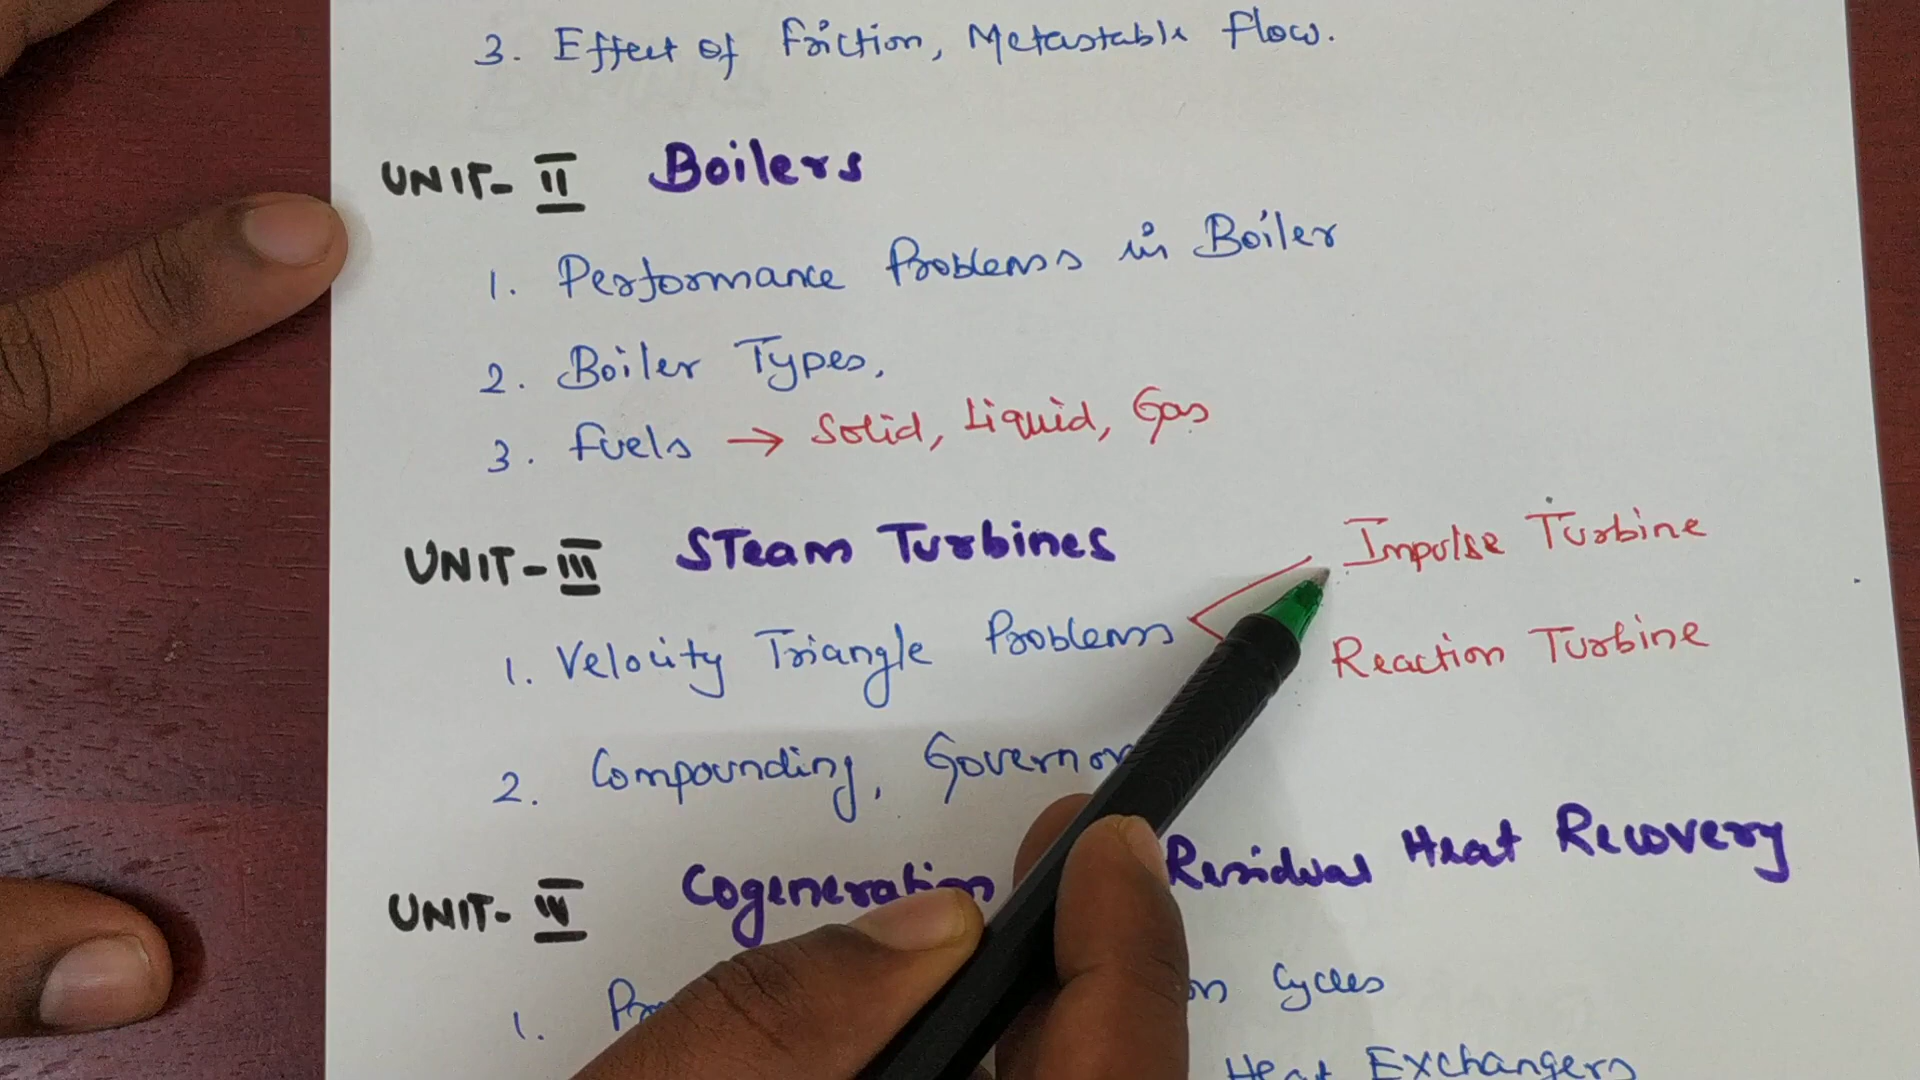 3. Effect of Friction, Metastable Flow.
UNIT-II Boilers
1. Performance Problems in Boiler
2. Boiler Types,
3. Fuels → Solid, Liquid, Gas
UNIT-III Steam Turbines
Impulse Turbine
1. Velocity Triangle Problems
Reaction Turbine
2. Compounding, Governor
UNIT-IV Cogeneration Residual Heat Recovery
1. Cycles
Heat Exchangers